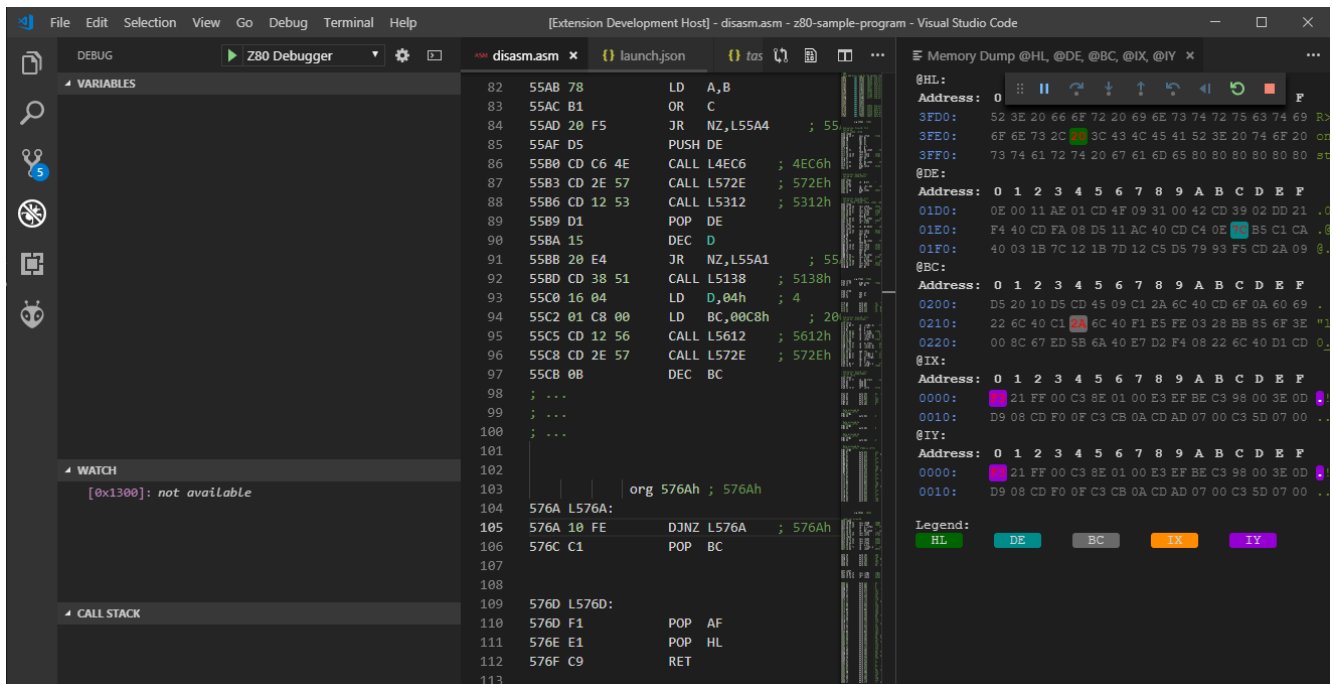 File Edit Selection View Go Debug Terminal Help [Extension Development Host] - disasm.asm - z80-sample-program - Visual Studio Code
DEBUG Z80 Debugger
VARIABLES
WATCH
[0x1300]: not available
CALL STACK
5
ASM disasm.asm × {} launch.json {} tas
82 55AB 78 LD A,B
83 55AC B1 OR C
84 55AD 20 F5 JR NZ,L55A4 ; 55
85 55AF D5 PUSH DE
86 55B0 CD C6 4E CALL L4EC6 ; 4EC6h
87 55B3 CD 2E 57 CALL L572E ; 572Eh
88 55B6 CD 12 53 CALL L5312 ; 5312h
89 55B9 D1 POP DE
90 55BA 15 DEC D
91 55BB 20 E4 JR NZ,L55A1 ; 55
92 55BD CD 38 51 CALL L5138 ; 5138h
93 55C0 16 04 LD D,04h ; 4
94 55C2 01 C8 00 LD BC,00C8h ; 20
95 55C5 CD 12 56 CALL L5612 ; 5612h
96 55C8 CD 2E 57 CALL L572E ; 572Eh
97 55CB 0B DEC BC
98 ; ...
99 ; ...
100 ; ...
101
102
103 org 576Ah ; 576Ah
104 576A L576A:
105 576A 10 FE DJNZ L576A ; 576Ah
106 576C C1 POP BC
107
108
109 576D L576D:
110 576D F1 POP AF
111 576E E1 POP HL
112 576F C9 RET
113
Memory Dump @HL, @DE, @BC, @IX, @IY ×
@HL:
Address: 0 F
3FD0: 52 3E 20 66 6F 72 20 69 6E 73 74 72 75 63 74 69 R>
3FE0: 6F 6E 73 2C 20 3C 43 4C 45 41 52 3E 20 74 6F 20 on
3FF0: 73 74 61 72 74 20 67 61 6D 65 80 80 80 80 80 80 st
@DE:
Address: 0 1 2 3 4 5 6 7 8 9 A B C D E F
01D0: 0E 00 11 AE 01 CD 4F 09 31 00 42 CD 39 02 DD 21 .
01E0: F4 40 CD FA 08 D5 11 AC 40 CD C4 0E 7C B5 C1 CA .@
01F0: 40 03 1B 7C 12 1B 7D 12 C5 D5 79 93 F5 CD 2A 09 @.
@BC:
Address: 0 1 2 3 4 5 6 7 8 9 A B C D E F
0200: D5 20 10 D5 CD 45 09 C1 2A 6C 40 CD 6F 0A 60 69 .
0210: 22 6C 40 C1 2A 6C 40 F1 E5 FE 03 28 BB 85 6F 3E "l
0220: 00 8C 67 ED 5B 6A 40 E7 D2 F4 08 22 6C 40 D1 CD 0.
@IX:
Address: 0 1 2 3 4 5 6 7 8 9 A B C D E F
0000: 21 FF 00 C3 8E 01 00 E3 EF BE C3 98 00 3E 0D .!
0010: D9 08 CD F0 0F C3 CB 0A CD AD 07 00 C3 5D 07 00 ..
@IY:
Address: 0 1 2 3 4 5 6 7 8 9 A B C D E F
0000: 21 FF 00 C3 8E 01 00 E3 EF BE C3 98 00 3E 0D .!
0010: D9 08 CD F0 0F C3 CB 0A CD AD 07 00 C3 5D 07 00 ..
Legend:
HL DE BC IX IY